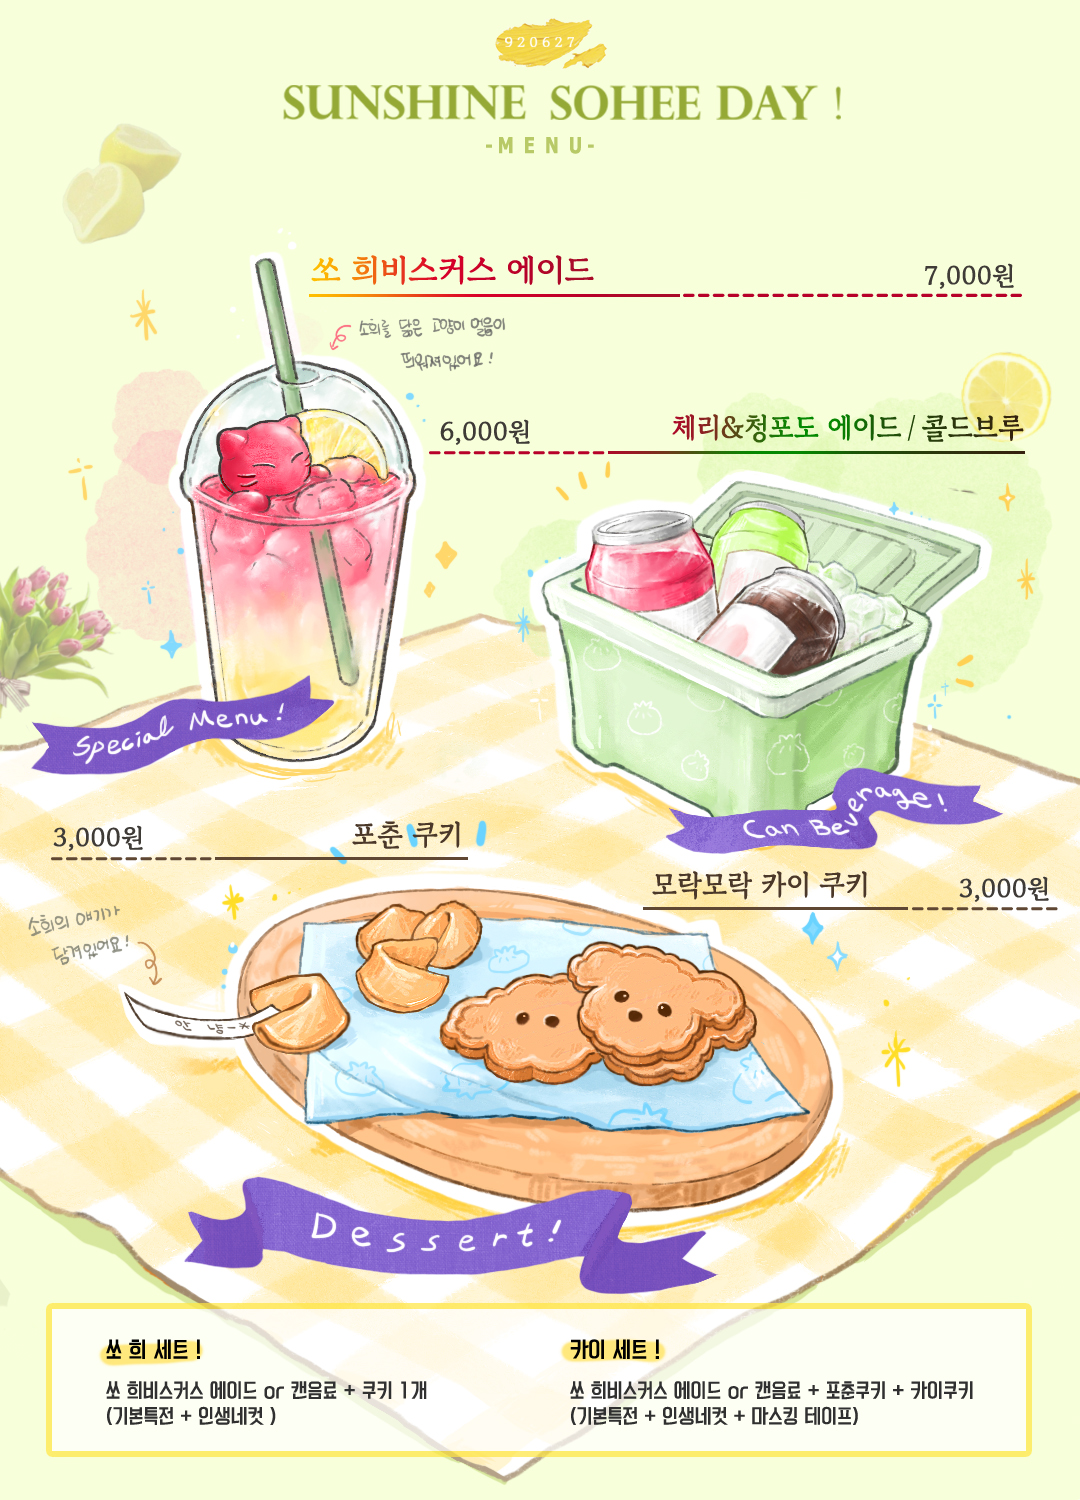 920627
SUNSHINE SOHEE DAY !
-MENU-
쏘 희비스커스 에이드
7,000원
소희를 닮은 고양이 얼음이
띄워져있어요!
6,000원
체리&청포도 에이드 / 콜드브루
Special Menu!
Can Beverage!
3,000원
포춘 쿠키
모락모락 카이 쿠키
3,000원
소희의 얘기가
담겨있어요!
안 녕-*
Dessert!
쏘 희 세트 !
쏘 희비스커스 에이드 or 캔음료 + 쿠키 1개
(기본특전 + 인생네컷 )
카이 세트 !
쏘 희비스커스 에이드 or 캔음료 + 포춘쿠키 + 카이쿠키
(기본특전 + 인생네컷 + 마스킹 테이프)